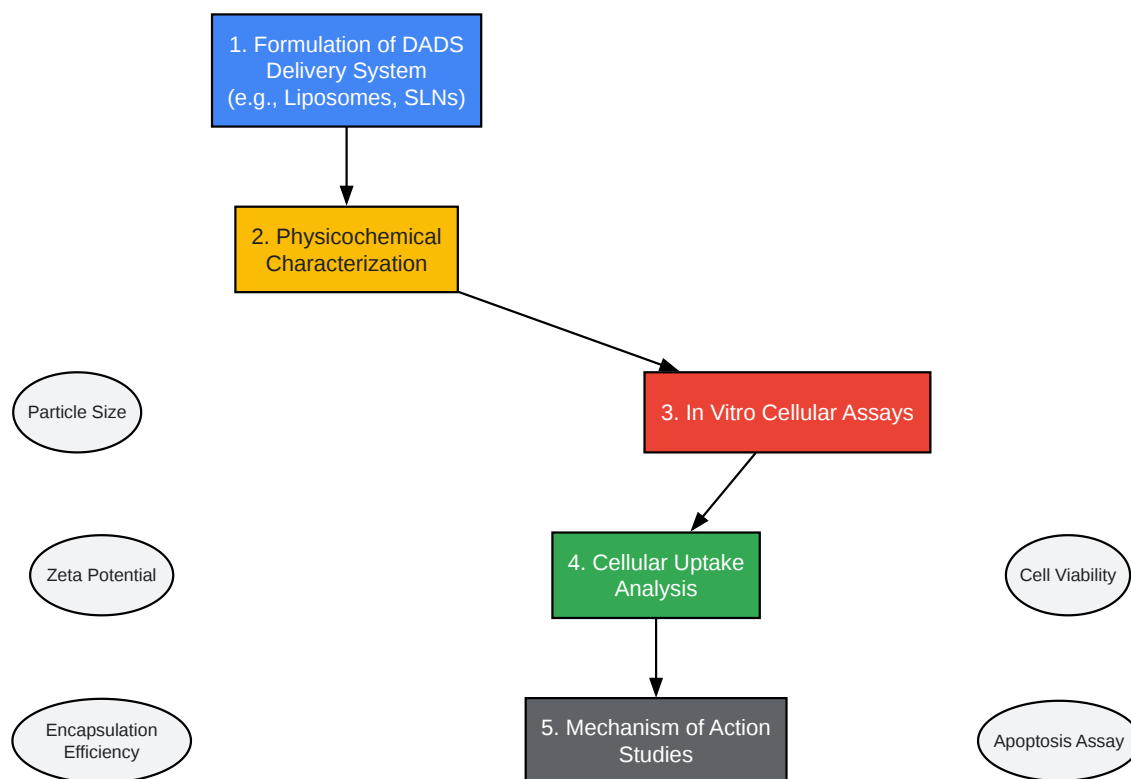 1. Formulation of DADS
Delivery System
(e.g., Liposomes, SLNs)
2. Physicochemical
Characterization
Particle Size
3. In Vitro Cellular Assays
Zeta Potential
4. Cellular Uptake
Analysis
Cell Viability
Encapsulation
Efficiency
5. Mechanism of Action
Studies
Apoptosis Assay